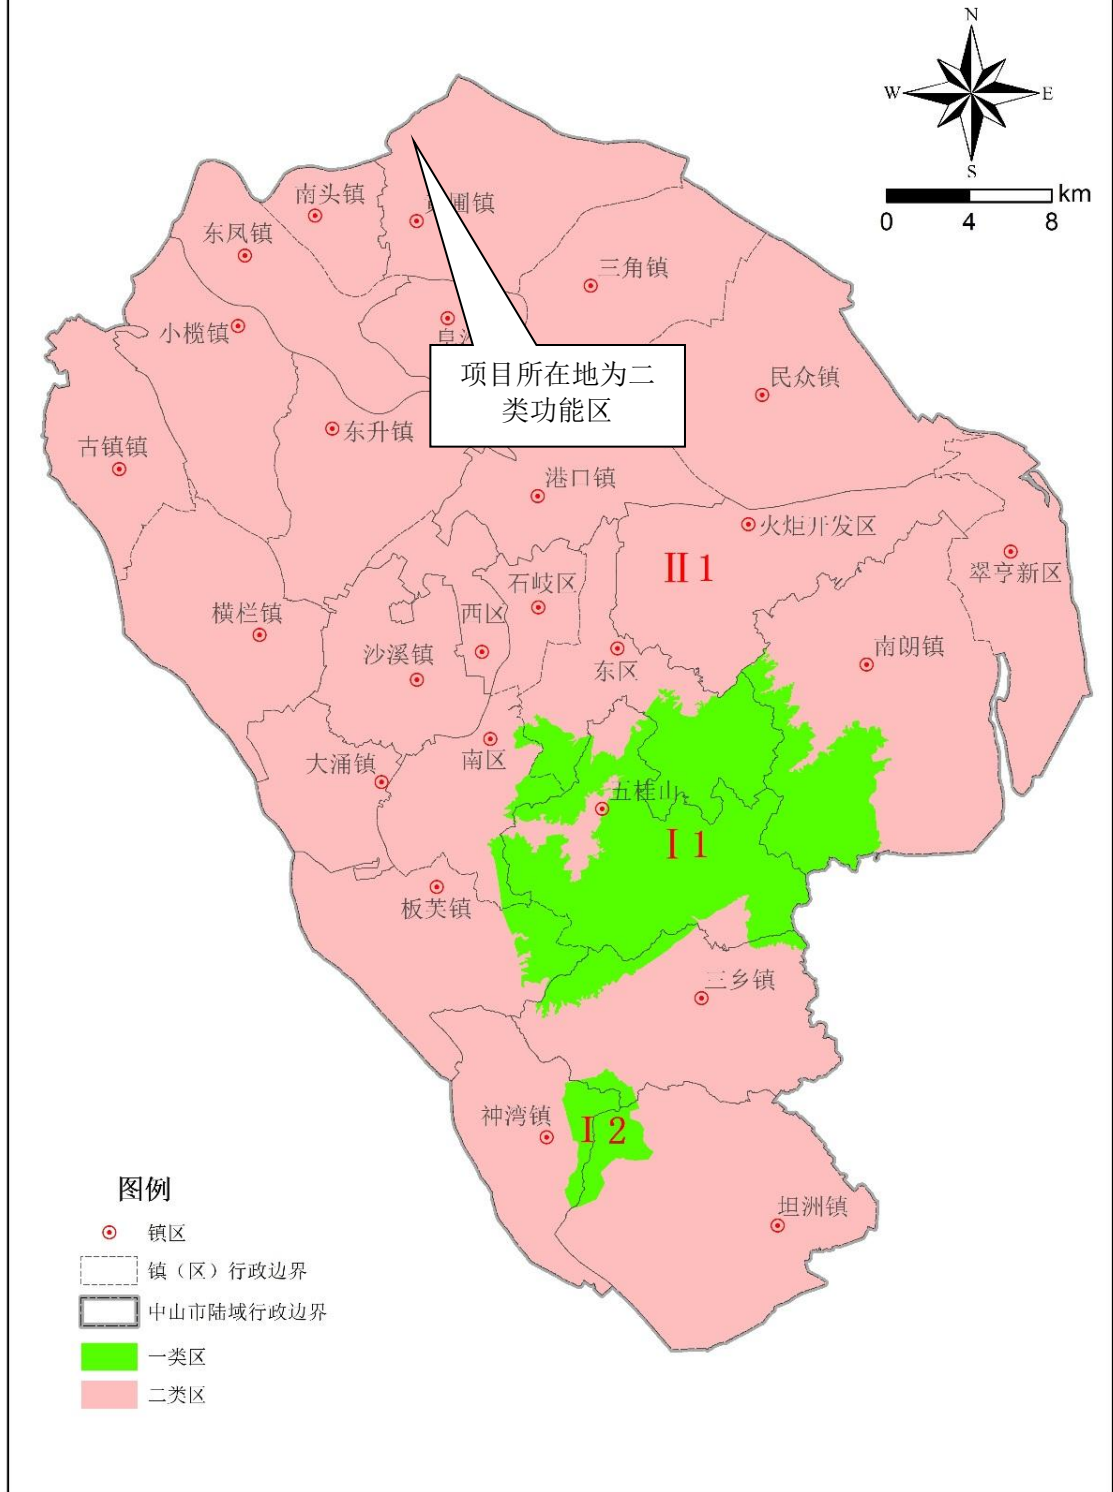 N
W
E
S
km
0 4 8
南头镇
圃镇
东凤镇
三角镇
小榄镇
项目所在地为二
类功能区
民众镇
古镇镇
东升镇
港口镇
火炬开发区
II 1
翠亨新区
石岐区
西区
横栏镇
沙溪镇
东区
南朗镇
南区
大涌镇
五桂山
I 1
板芙镇
三乡镇
神湾镇
I 2
坦洲镇
图例
镇区
镇（区）行政边界
中山市陆域行政边界
一类区
二类区